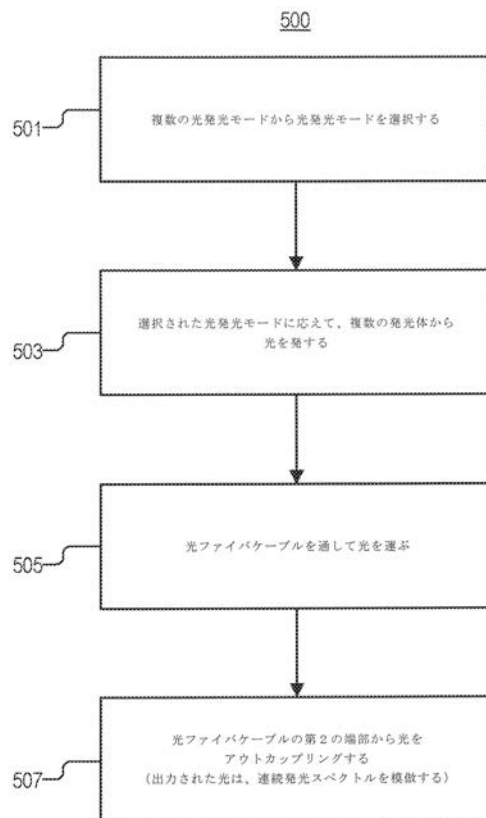 500
501
複数の光発光モードから光発光モードを選択する
503
選択された光発光モードに応えて、複数の発光体から
光を発する
505
光ファイバケーブルを通して光を運ぶ
507
光ファイバケーブルの第2の端部から光を
アウトカップリングする
(出力された光は、連続発光スペクトルを模倣する)